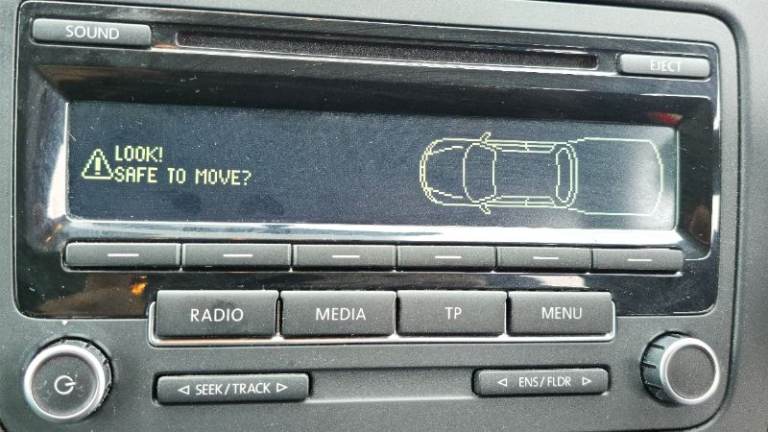 SOUND
EJECT
LOOK!
SAFE TO MOVE?
RADIO
MEDIA
TP
MENU
SEEK/TRACK
ENS/FLDR